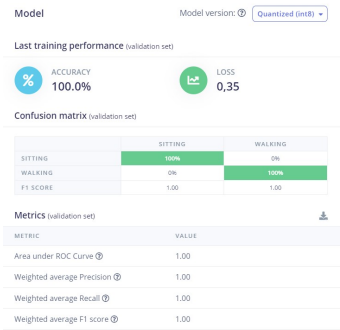 Model
Model version: Quantized (int8)
Last training performance (validation set)
ACCURACY
100.0%
LOSS
0,35
Confusion matrix (validation set)
SITTING WALKING
SITTING 100% 0%
WALKING 0% 100%
F1 SCORE 1.00 1.00
Metrics (validation set)
METRIC VALUE
Area under ROC Curve 1.00
Weighted average Precision 1.00
Weighted average Recall 1.00
Weighted average F1 score 1.00